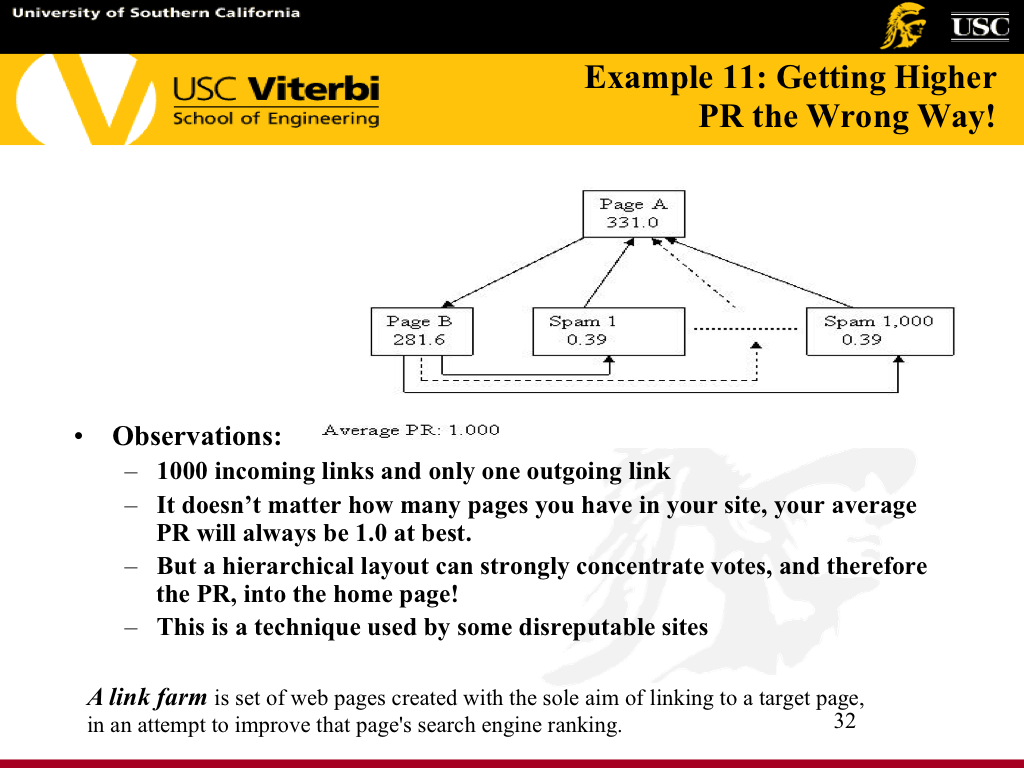 University of Southern California
USC
USC Viterbi
School of Engineering
Example 11: Getting Higher
PR the Wrong Way!
Page A
331.0
Page B
281.6
Spam 1
0.39
Spam 1,000
0.39
• Observations:
Average PR: 1.000
– 1000 incoming links and only one outgoing link
– It doesn’t matter how many pages you have in your site, your average
PR will always be 1.0 at best.
– But a hierarchical layout can strongly concentrate votes, and therefore
the PR, into the home page!
– This is a technique used by some disreputable sites
A link farm is set of web pages created with the sole aim of linking to a target page,
in an attempt to improve that page's search engine ranking.
32